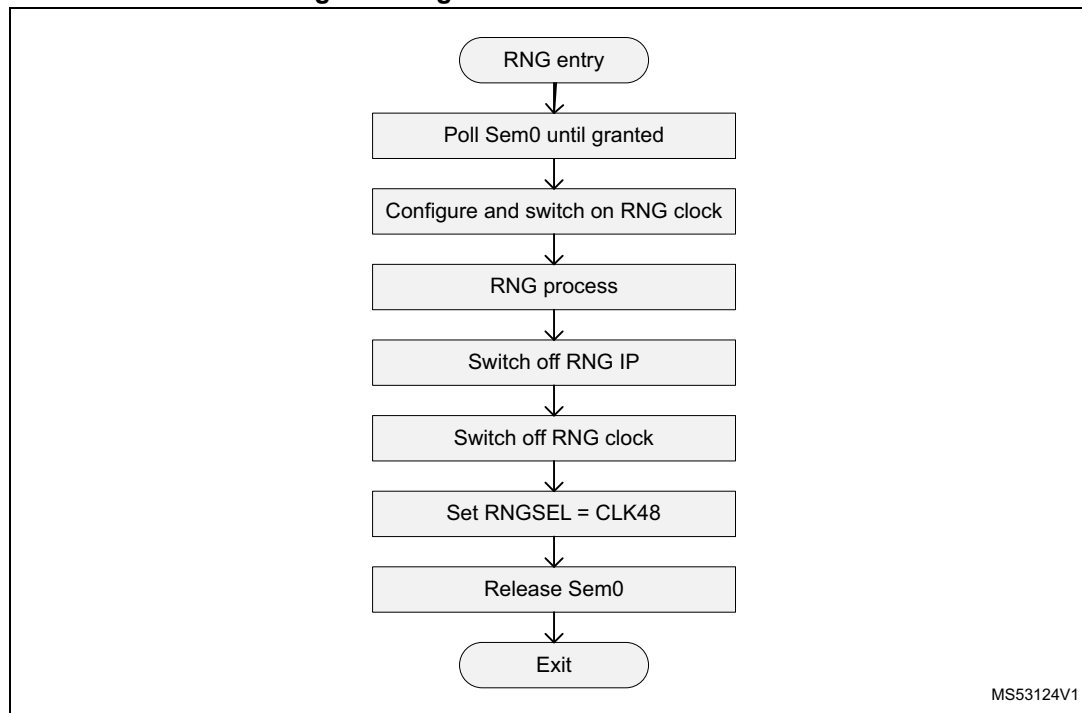 RNG entry
Poll Sem0 until granted
Configure and switch on RNG clock
RNG process
Switch off RNG IP
Switch off RNG clock
Set RNGSEL = CLK48
Release Sem0
Exit
MS53124V1